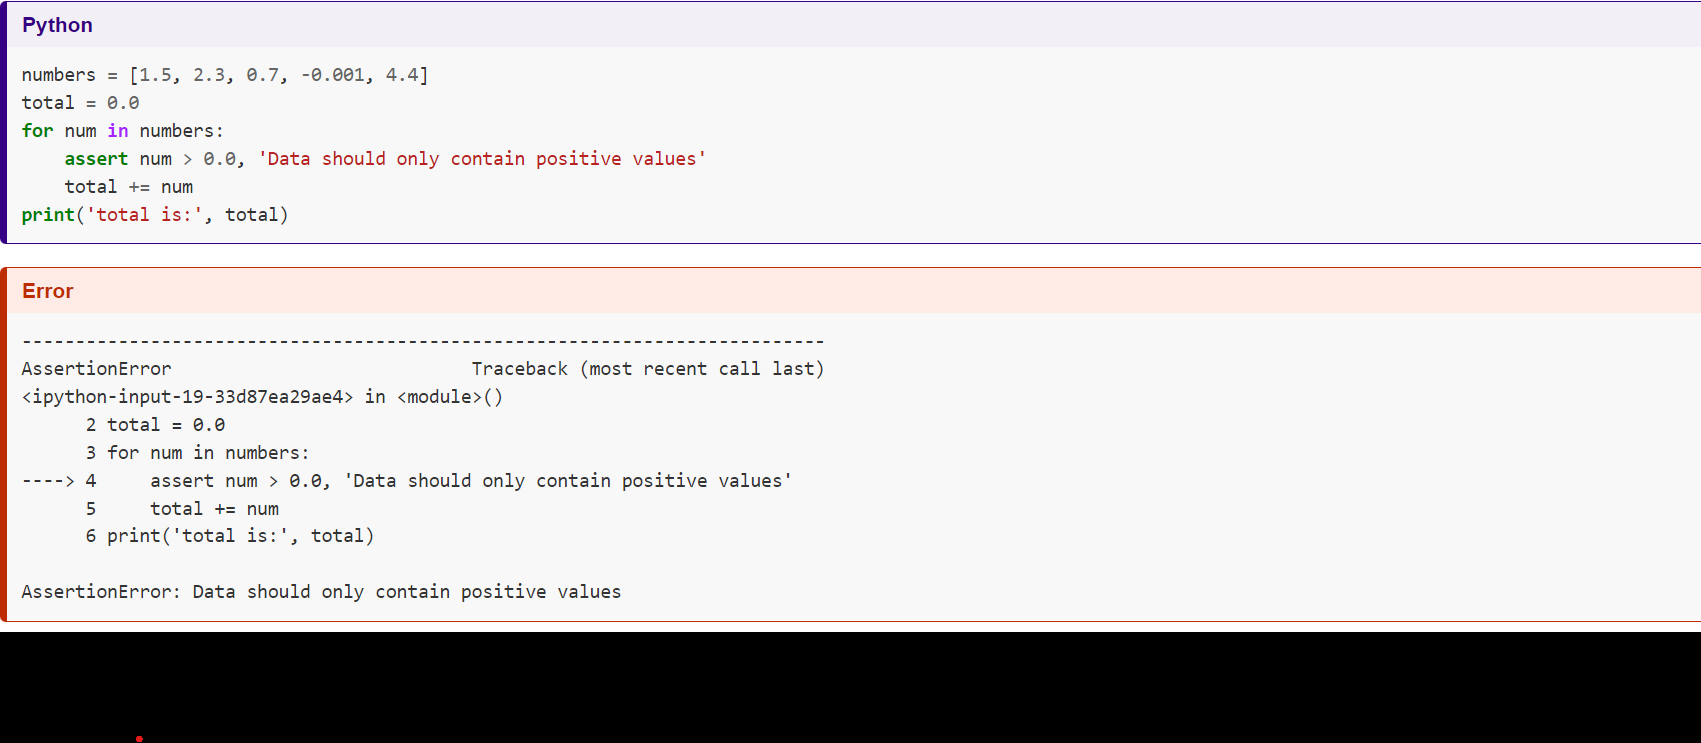 Python
numbers = [1.5, 2.3, 0.7, -0.001, 4.4]
total = 0.0
for num in numbers:
    assert num > 0.0, 'Data should only contain positive values'
    total += num
print('total is:', total)
Error
---------------------------------------------------------------------------
AssertionError                            Traceback (most recent call last)
<ipython-input-19-33d87ea29ae4> in <module>()
      2 total = 0.0
      3 for num in numbers:
----> 4     assert num > 0.0, 'Data should only contain positive values'
      5     total += num
      6 print('total is:', total)
AssertionError: Data should only contain positive values